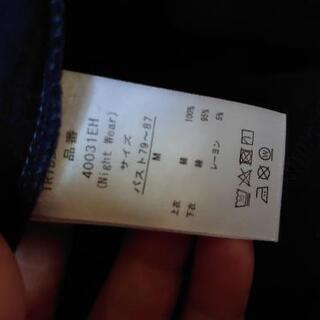 品番
40031EH
(Night Wear)
サイズ
バスト79〜87
M
上衣 綿 100%
下衣 綿 95%
レーヨン 5%